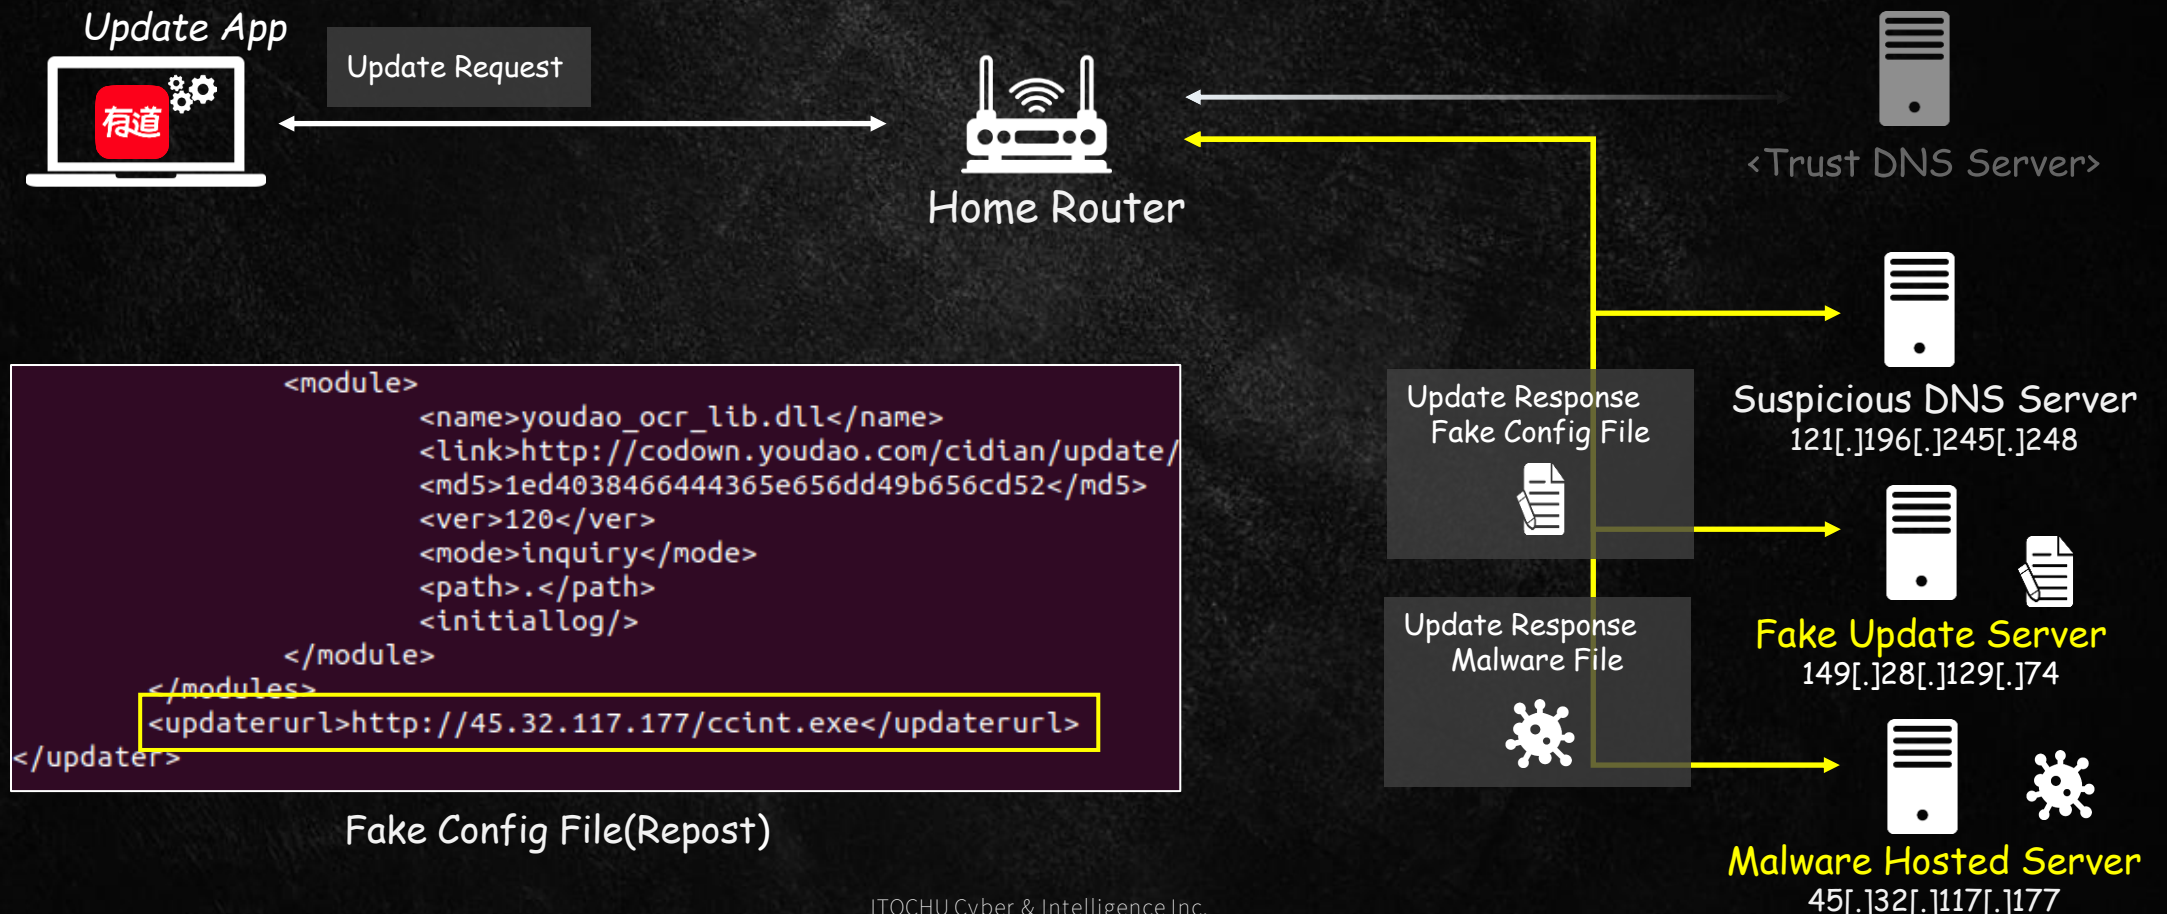 Update App
有道
Update Request
Home Router
<Trust DNS Server>
<module>
<name>youdao_ocr_lib.dll</name>
<link>http://codown.youdao.com/cidian/update/
<md5>1ed4038466444365e656dd49b656cd52</md5>
<ver>120</ver>
<mode>inquiry</mode>
<path>.</path>
<initiallog/>
</module>
</modules>
<updaterurl>http://45.32.117.177/ccint.exe</updaterurl>
</updater>
Fake Config File(Repost)
Update Response
Fake Config File
Update Response
Malware File
Suspicious DNS Server
121[.]196[.]245[.]248
Fake Update Server
149[.]28[.]129[.]74
Malware Hosted Server
45[.]32[.]117[.]177
ITOCHU Cyber & Intelligence Inc.